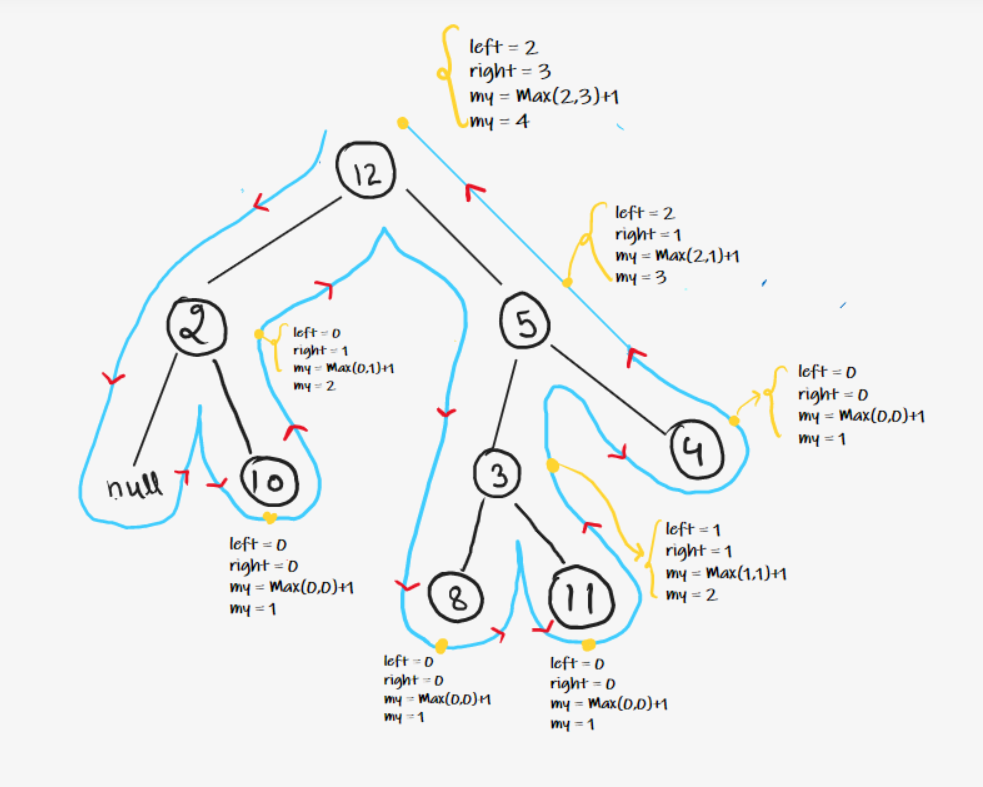 left = 2
right = 3
my = Max(2,3)+1
my = 4
12
left = 2
right = 1
my = Max(2,1)+1
my = 3
2
5
left = 0
right = 1
my = Max(0,1)+1
my = 2
left = 0
right = 0
my = Max(0,0)+1
my = 1
null
10
3
4
left = 0
right = 0
my = Max(0,0)+1
my = 1
left = 1
right = 1
my = Max(1,1)+1
my = 2
8
11
left = 0
right = 0
my = Max(0,0)+1
my = 1
left = 0
right = 0
my = Max(0,0)+1
my = 1